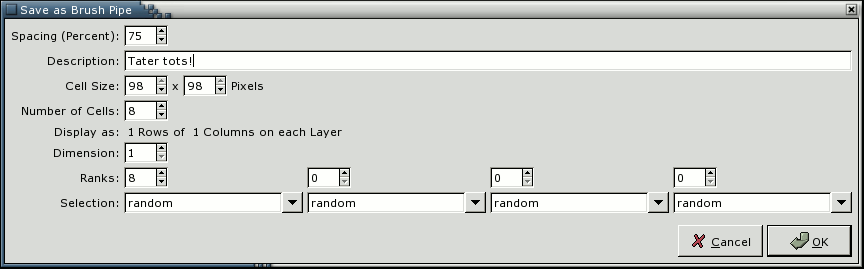 Save as Brush Pipe
Spacing (Percent): 75
Description: Tater tots!
Cell Size: 98 x 98 Pixels
Number of Cells: 8
Display as: 1 Rows of 1 Columns on each Layer
Dimension: 1
Ranks: 8 0 0 0
Selection: random random random random
Cancel OK